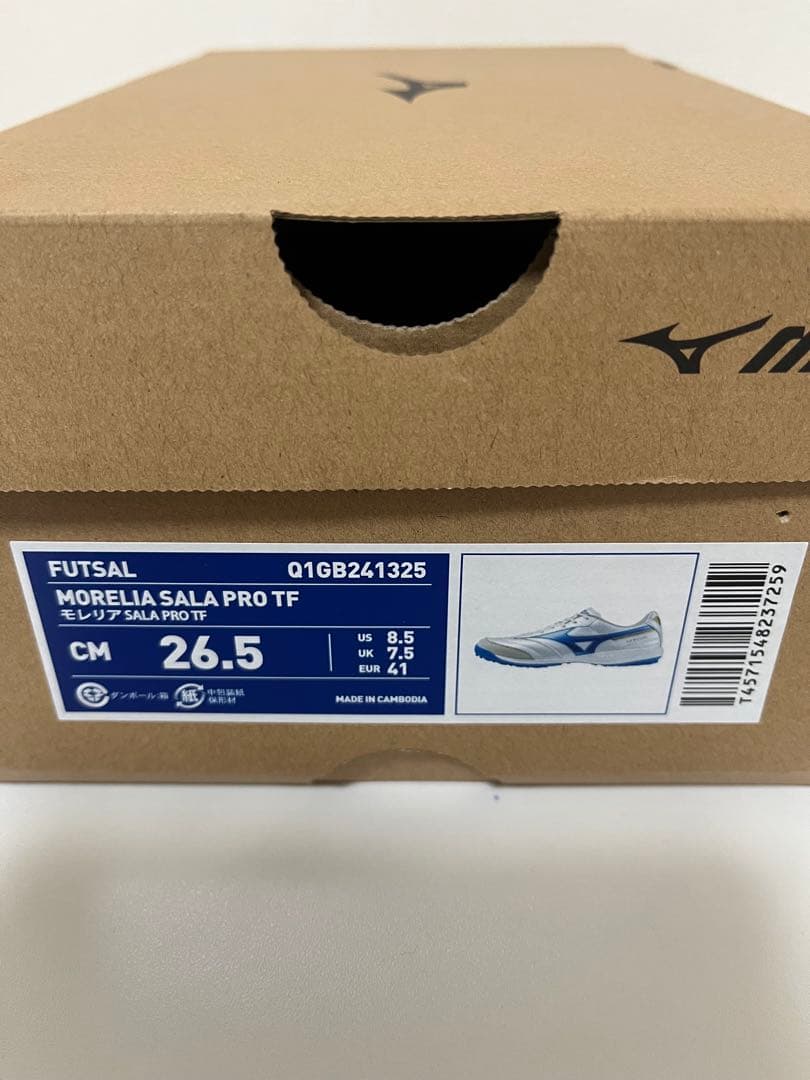 FUTSAL Q1GB241325
MORELIA SALA PRO TF
モレリア SALA PRO TF
CM 26.5
US 8.5
UK 7.5
EUR 41
ダンボール:箱
紙
中包装紙
保形材
MADE IN CAMBODIA
T4571548237259